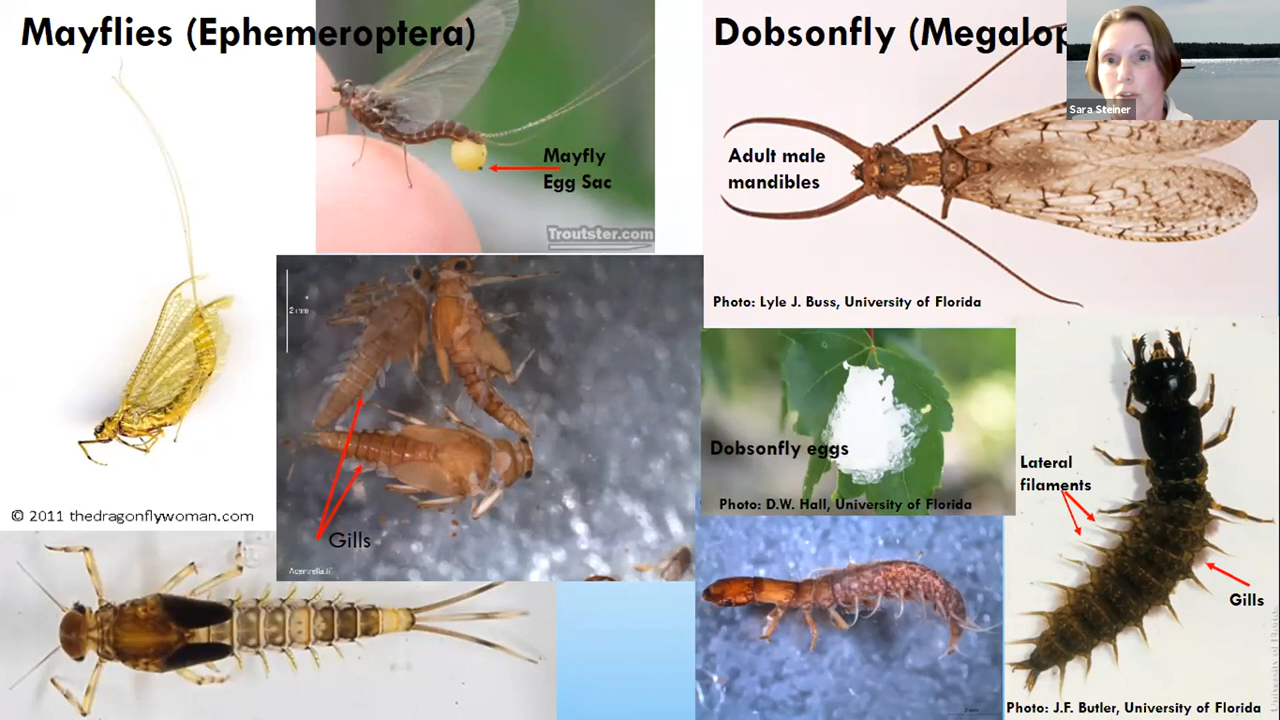 Mayflies (Ephemeroptera)
Mayfly
Egg Sac
Troutster.com
2 mm
Gills
© 2011 thedragonflywoman.com
Dobsonfly (Megalop
Sara Steiner
Adult male
mandibles
Photo: Lyle J. Buss, University of Florida
Dobsonfly eggs
Photo: D.W. Hall, University of Florida
Lateral
filaments
Gills
Photo: J.F. Butler, University of Florida